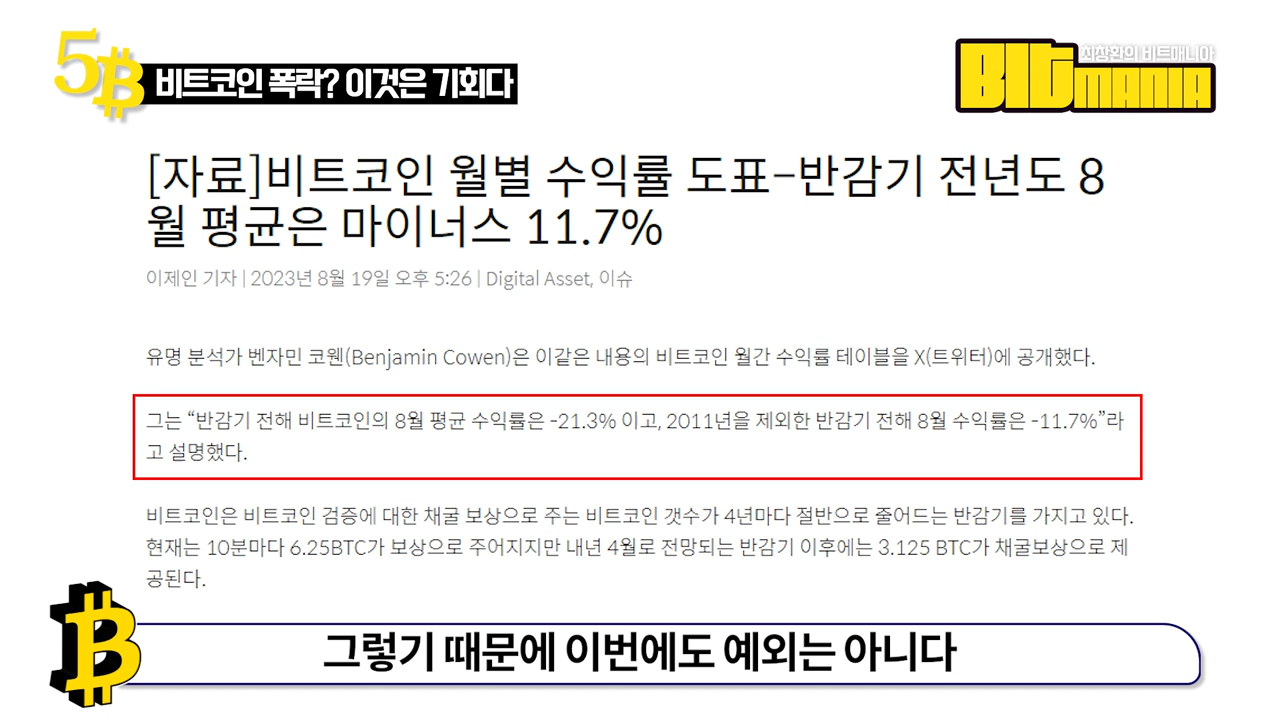 5₿ 비트코인 폭락? 이것은 기회다
최창환의 비트매니아
BIT MANIA
[자료]비트코인 월별 수익률 도표-반감기 전년도 8
월 평균은 마이너스 11.7%
이제인 기자 | 2023년 8월 19일 오후 5:26 | Digital Asset, 이슈
유명 분석가 벤자민 코웬(Benjamin Cowen)은 이같은 내용의 비트코인 월간 수익률 테이블을 X(트위터)에 공개했다.
그는 “반감기 전해 비트코인의 8월 평균 수익률은 -21.3% 이고, 2011년을 제외한 반감기 전해 8월 수익률은 -11.7%”라
고 설명했다.
비트코인은 비트코인 검증에 대한 채굴 보상으로 주는 비트코인 갯수가 4년마다 절반으로 줄어드는 반감기를 가지고 있다.
현재는 10분마다 6.25BTC가 보상으로 주어지지만 내년 4월로 전망되는 반감기 이후에는 3.125 BTC가 채굴보상으로 제
공된다.
그렇기 때문에 이번에도 예외는 아니다